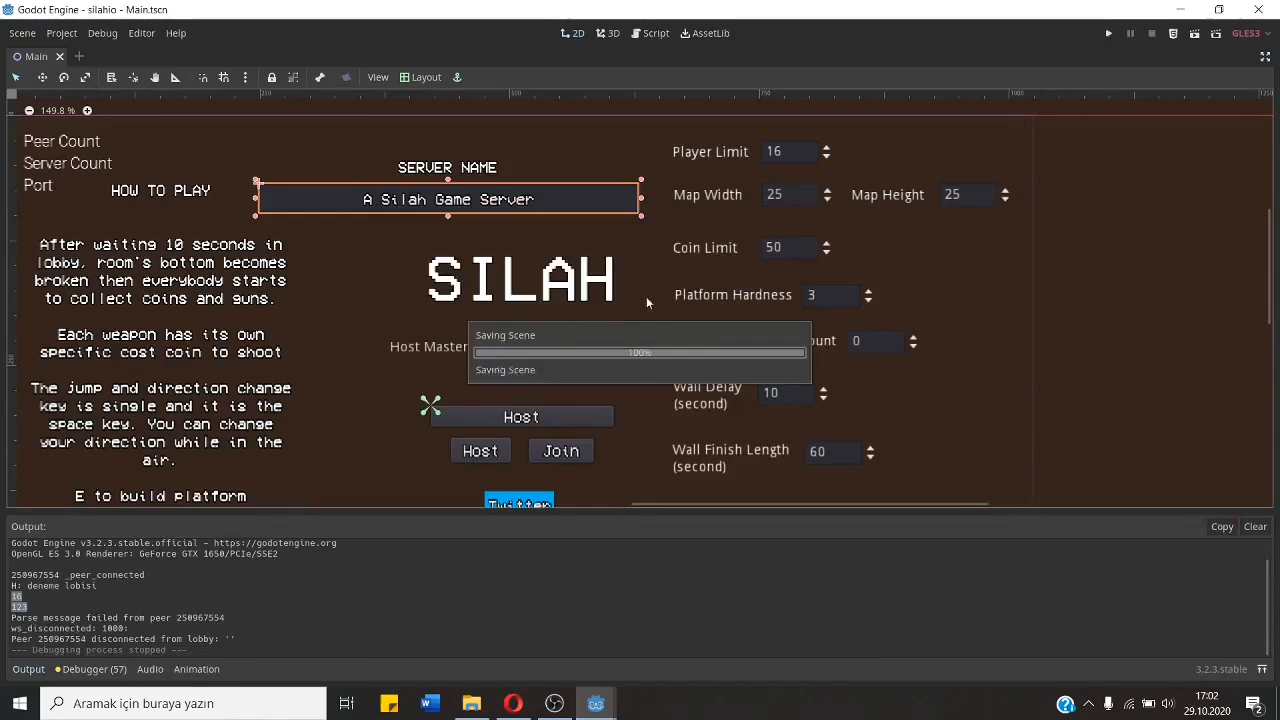 Godot Engine - silahio - Main.tscn
Scene Project Debug Editor Help
2D 3D Script AssetLib
GLES3
Main
View Layout
250 500 750 1000 1250
149.8 %
Peer Count
Server Count
Port
HOW TO PLAY
After waiting 10 seconds in
lobby, room's bottom becomes
broken then everybody starts
to collect coins and guns.
Each weapon has its own
specific cost coin to shoot
The jump and direction change
key is single and it is the
space key. You can change
your direction while in the
air.
E to build platform
SERVER NAME
A Silah Game Server
SILAH
Host Master
Saving Scene
100%
Saving Scene
Host
Host Join
Twitter
Player Limit 16
Map Width 25 Map Height 25
Coin Limit 50
Platform Hardness 3
ount 0
Wall Delay
(second) 10
Wall Finish Length
(second) 60
Output:
Copy Clear
Godot Engine v3.2.3.stable.official - https://godotengine.org
OpenGL ES 3.0 Renderer: GeForce GTX 1650/PCIe/SSE2
250967554 _peer_connected
H: deneme lobisi
16
123
Parse message failed from peer 250967554
ws_disconnected: 1000:
Peer 250967554 disconnected from lobby: ''
--- Debugging process stopped ---
Output Debugger (57) Audio Animation
3.2.3.stable
Aramak için buraya yazın
17:02
29.10.2020
2